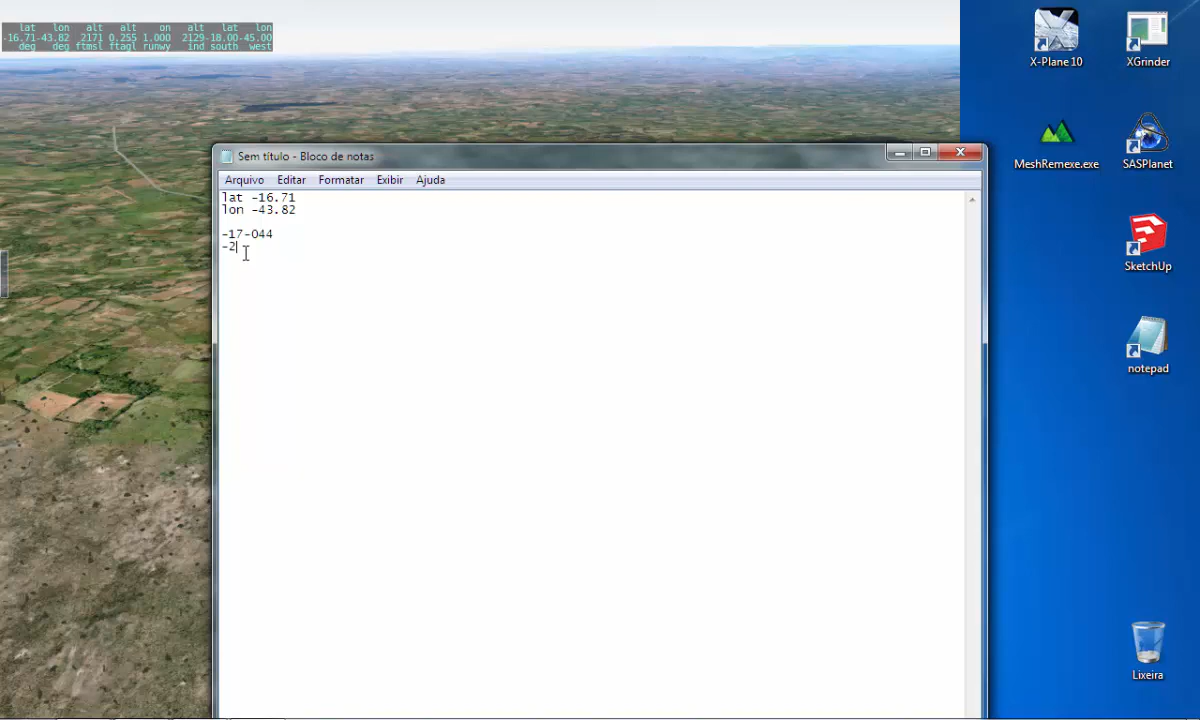 lat lon alt alt on alt lat lon
-16.71-43.82 2171 0.255 1.000 2129-18.00-45.00
deg deg ftmsl ftagl runwy ind south west
X-Plane 10
XGrinder
MeshRemexe.exe
SASPlanet
Sem título - Bloco de notas
Arquivo Editar Formatar Exibir Ajuda
lat -16.71
lon -43.82
-17-044
-2
SketchUp
notepad
Lixeira